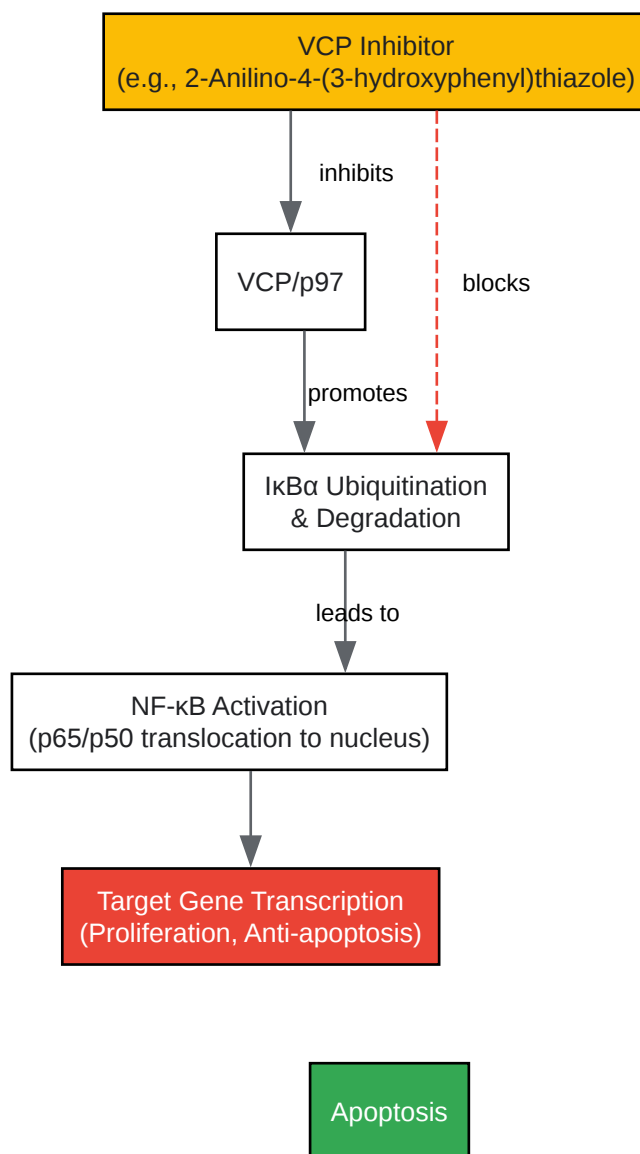 VCP Inhibitor
(e.g., 2-Anilino-4-(3-hydroxyphenyl)thiazole)
inhibits
VCP/p97
blocks
promotes
IκBα Ubiquitination
& Degradation
leads to
NF-κB Activation
(p65/p50 translocation to nucleus)
Target Gene Transcription
(Proliferation, Anti-apoptosis)
Apoptosis